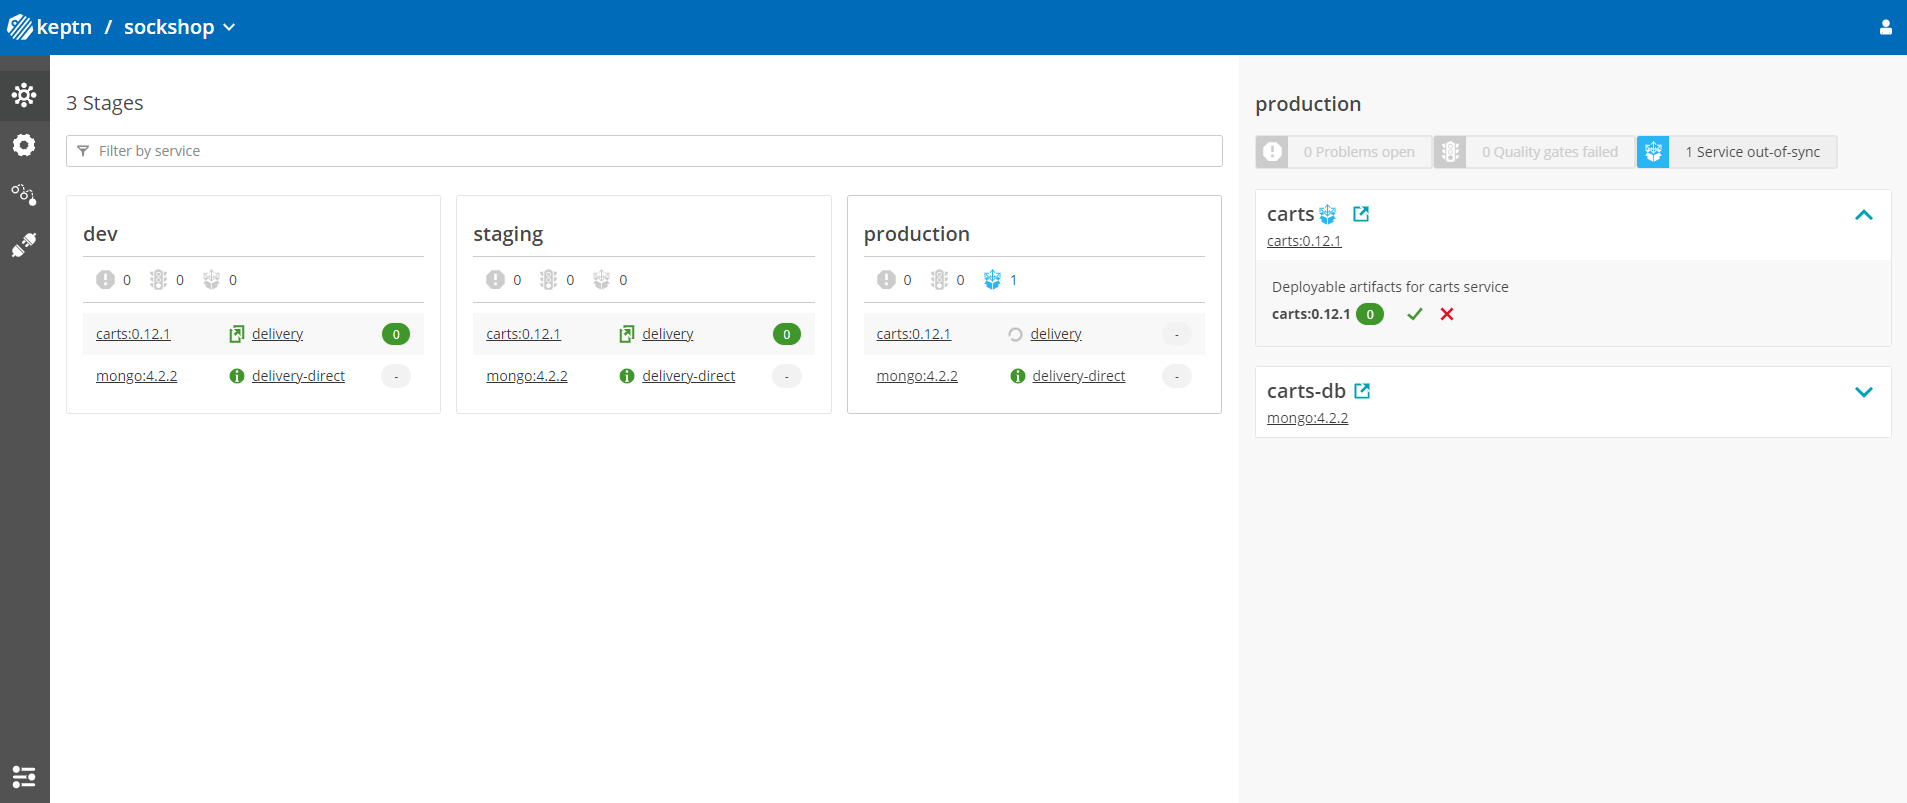 keptn / sockshop
3 Stages
Filter by service
dev
0 0 0
carts:0.12.1 delivery 0
mongo:4.2.2 delivery-direct -
staging
0 0 0
carts:0.12.1 delivery 0
mongo:4.2.2 delivery-direct -
production
0 0 1
carts:0.12.1 delivery -
mongo:4.2.2 delivery-direct -
production
0 Problems open 0 Quality gates failed 1 Service out-of-sync
carts
carts:0.12.1
Deployable artifacts for carts service
carts:0.12.1 0
carts-db
mongo:4.2.2